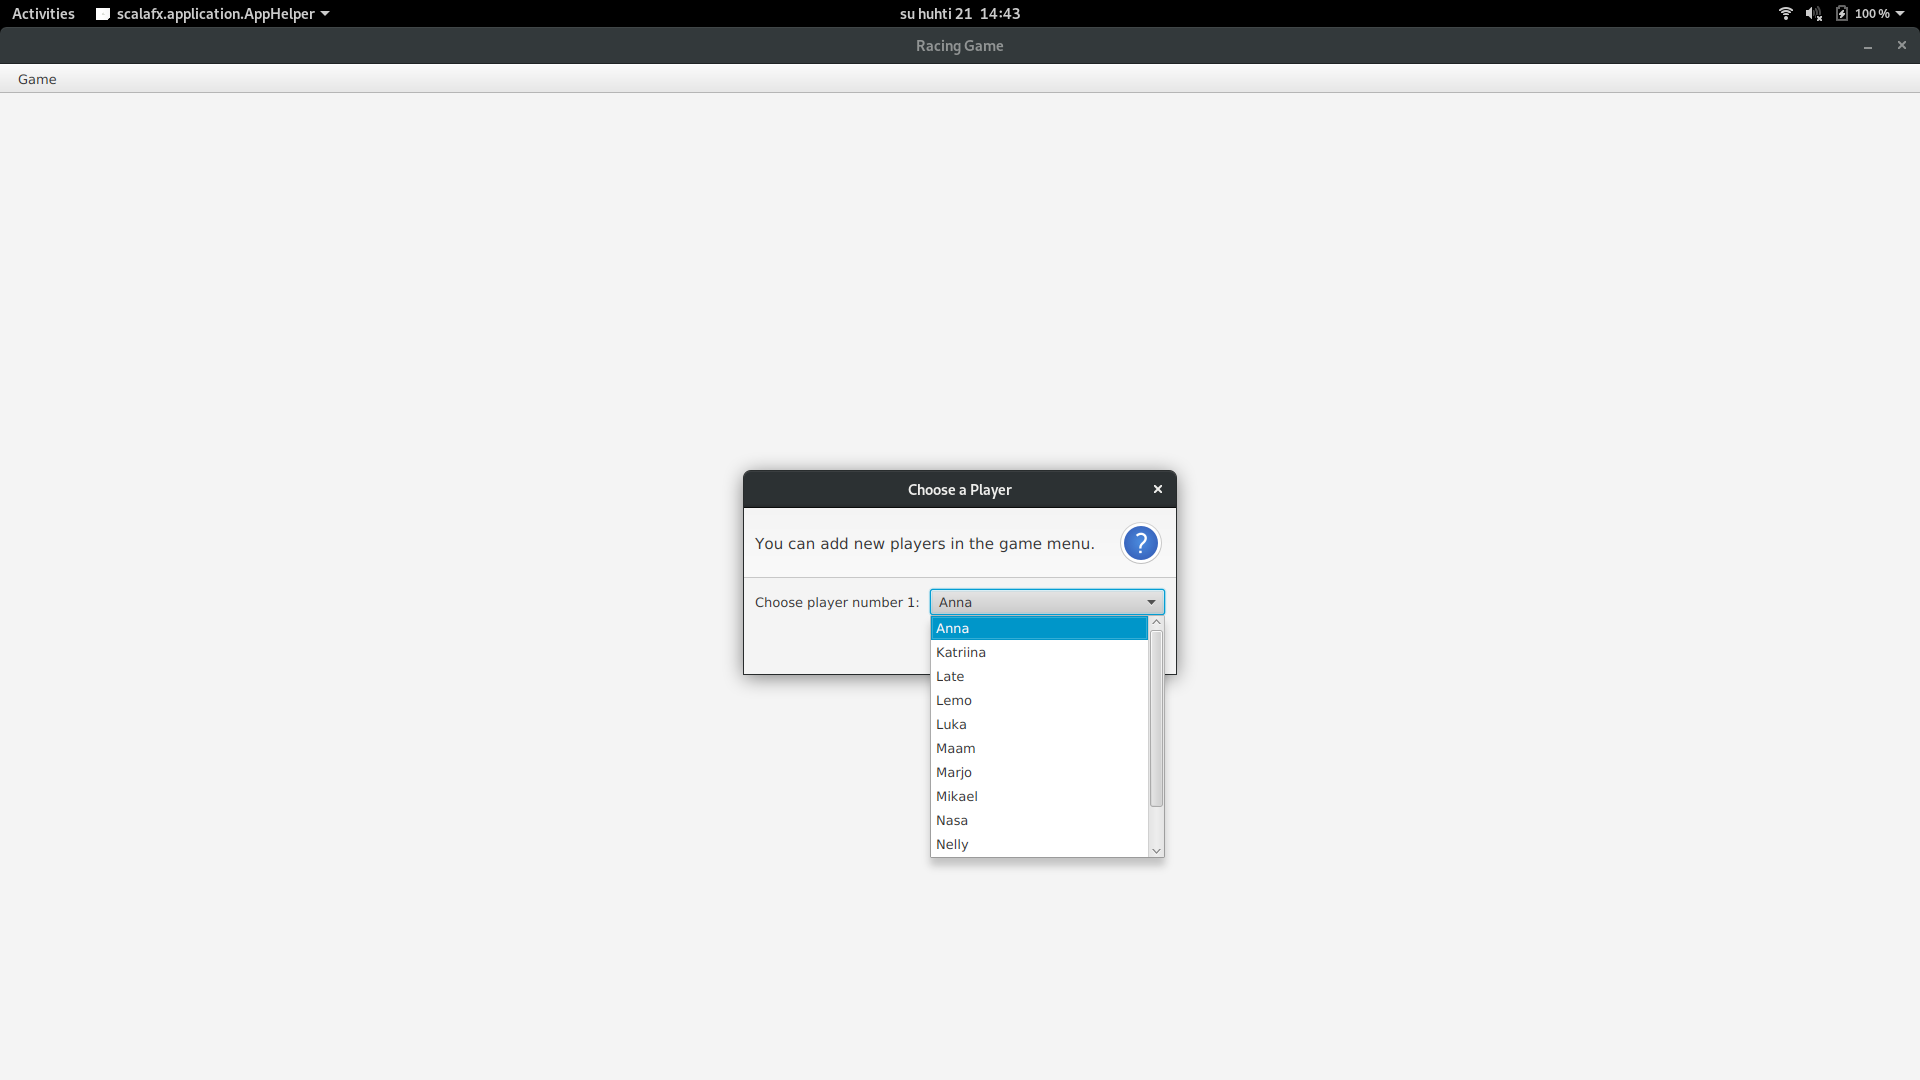 Activities scalafx.application.AppHelper su huhti 21 14:43 100 %
Racing Game
Game
Choose a Player
You can add new players in the game menu. ?
Choose player number 1: Anna
Anna
Katriina
Late
Lemo
Luka
Maam
Marjo
Mikael
Nasa
Nelly